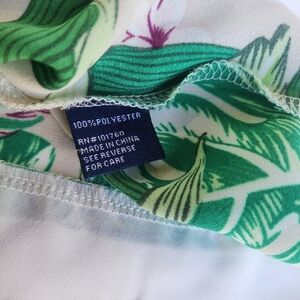 100%POLYESTER
RN#101760
MADE IN CHINA
SEE REVERSE
FOR CARE